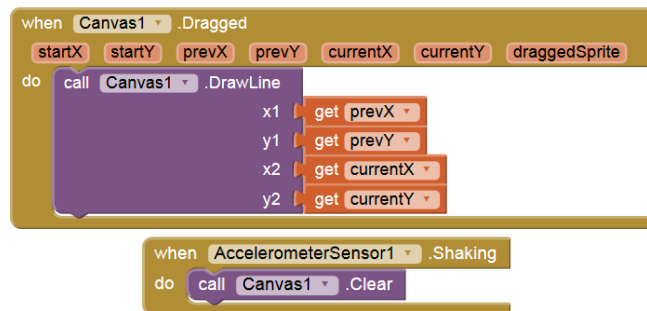 when Canvas1 .Dragged
startX startY prevX prevY currentX currentY draggedSprite
do call Canvas1 .DrawLine
x1 get prevX
y1 get prevY
x2 get currentX
y2 get currentY
when AccelerometerSensor1 .Shaking
do call Canvas1 .Clear